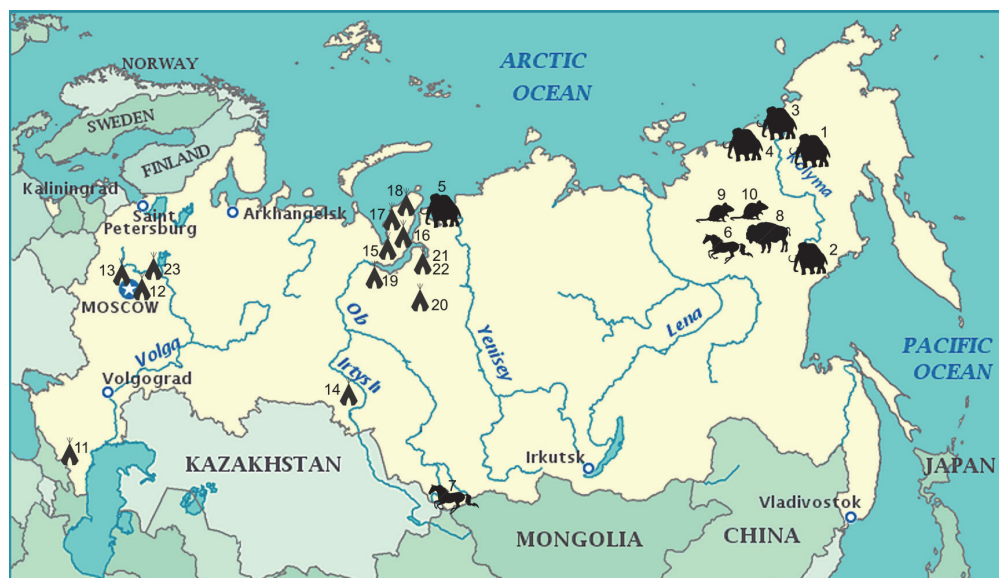 ARCTIC
OCEAN
NORWAY
SWEDEN
FINLAND
Kaliningrad
Saint
Petersburg
Arkhangelsk
3
1
4
Kolyma
18
5
17
16
15
21
22
19
20
9
10
6
8
2
13
23
12
MOSCOW
Ob
Yenisey
Lena
Volga
Irtysh
PACIFIC
OCEAN
Volgograd
14
11
KAZAKHSTAN
Irkutsk
JAPAN
7
Vladivostok
MONGOLIA
CHINA